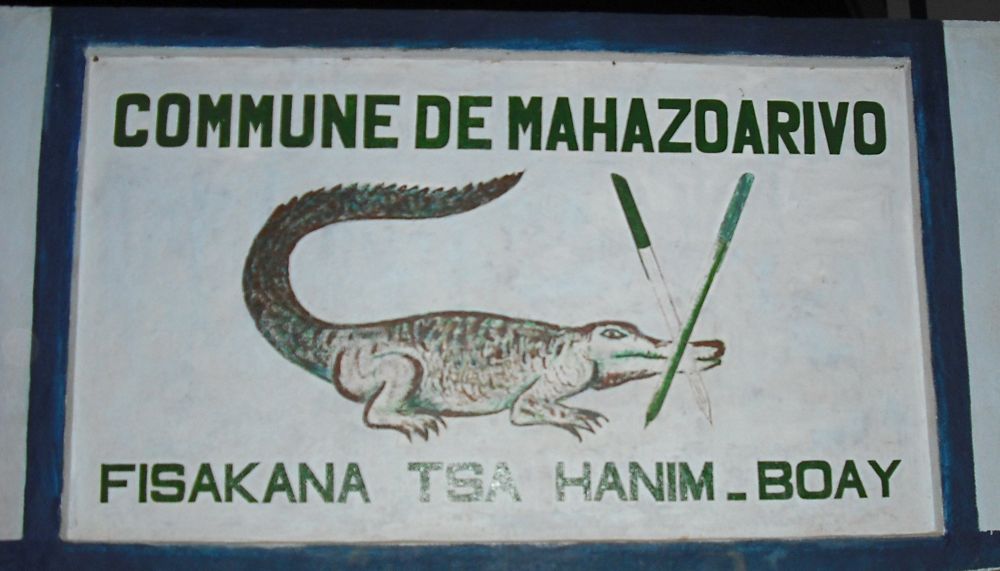 COMMUNE DE MAHAZOARIVO
FISAKANA TSA HANIM_BOAY